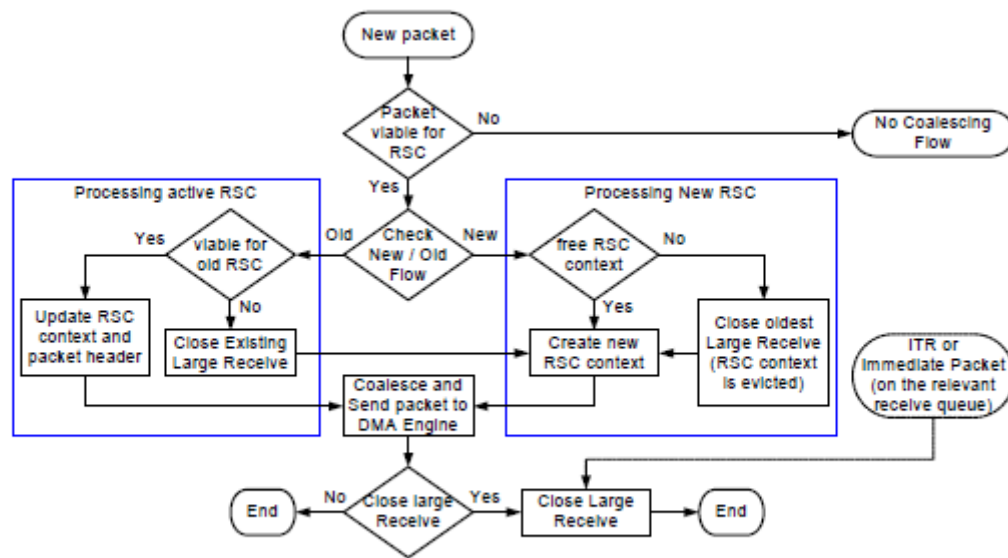 New packet
Packet
viable for
RSC
No
No Coalescing
Flow
Yes
Processing active RSC
Processing New RSC
Yes
viable for
old RSC
Old
Check
New / Old
Flow
New
free RSC
context
No
No
Yes
Update RSC
context and
packet header
Close Existing
Large Receive
Create new
RSC context
Close oldest
Large Receive
(RSC context
is evicted)
ITR or
Immediate Packet
(on the relevant
receive queue)
Coalesce and
Send packet to
DMA Engine
End
No
Close large
Receive
Yes
Close Large
Receive
End